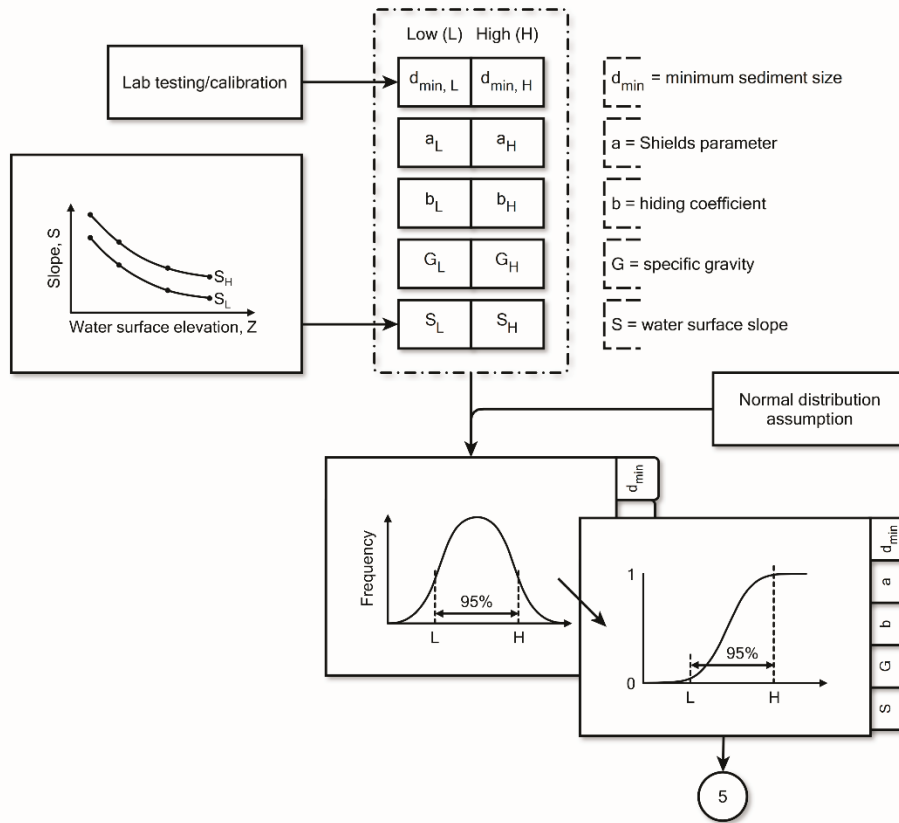 Low (L) High (H)
Lab testing/calibration
d_min, L d_min, H
d_min = minimum sediment size
a_L a_H
a = Shields parameter
b_L b_H
b = hiding coefficient
G_L G_H
G = specific gravity
S_L S_H
S = water surface slope
Slope, S
S_H
S_L
Water surface elevation, Z
Normal distribution
assumption
d_min
Frequency
95%
L H
d_min
a
b
G
S
1
95%
0
L H
5